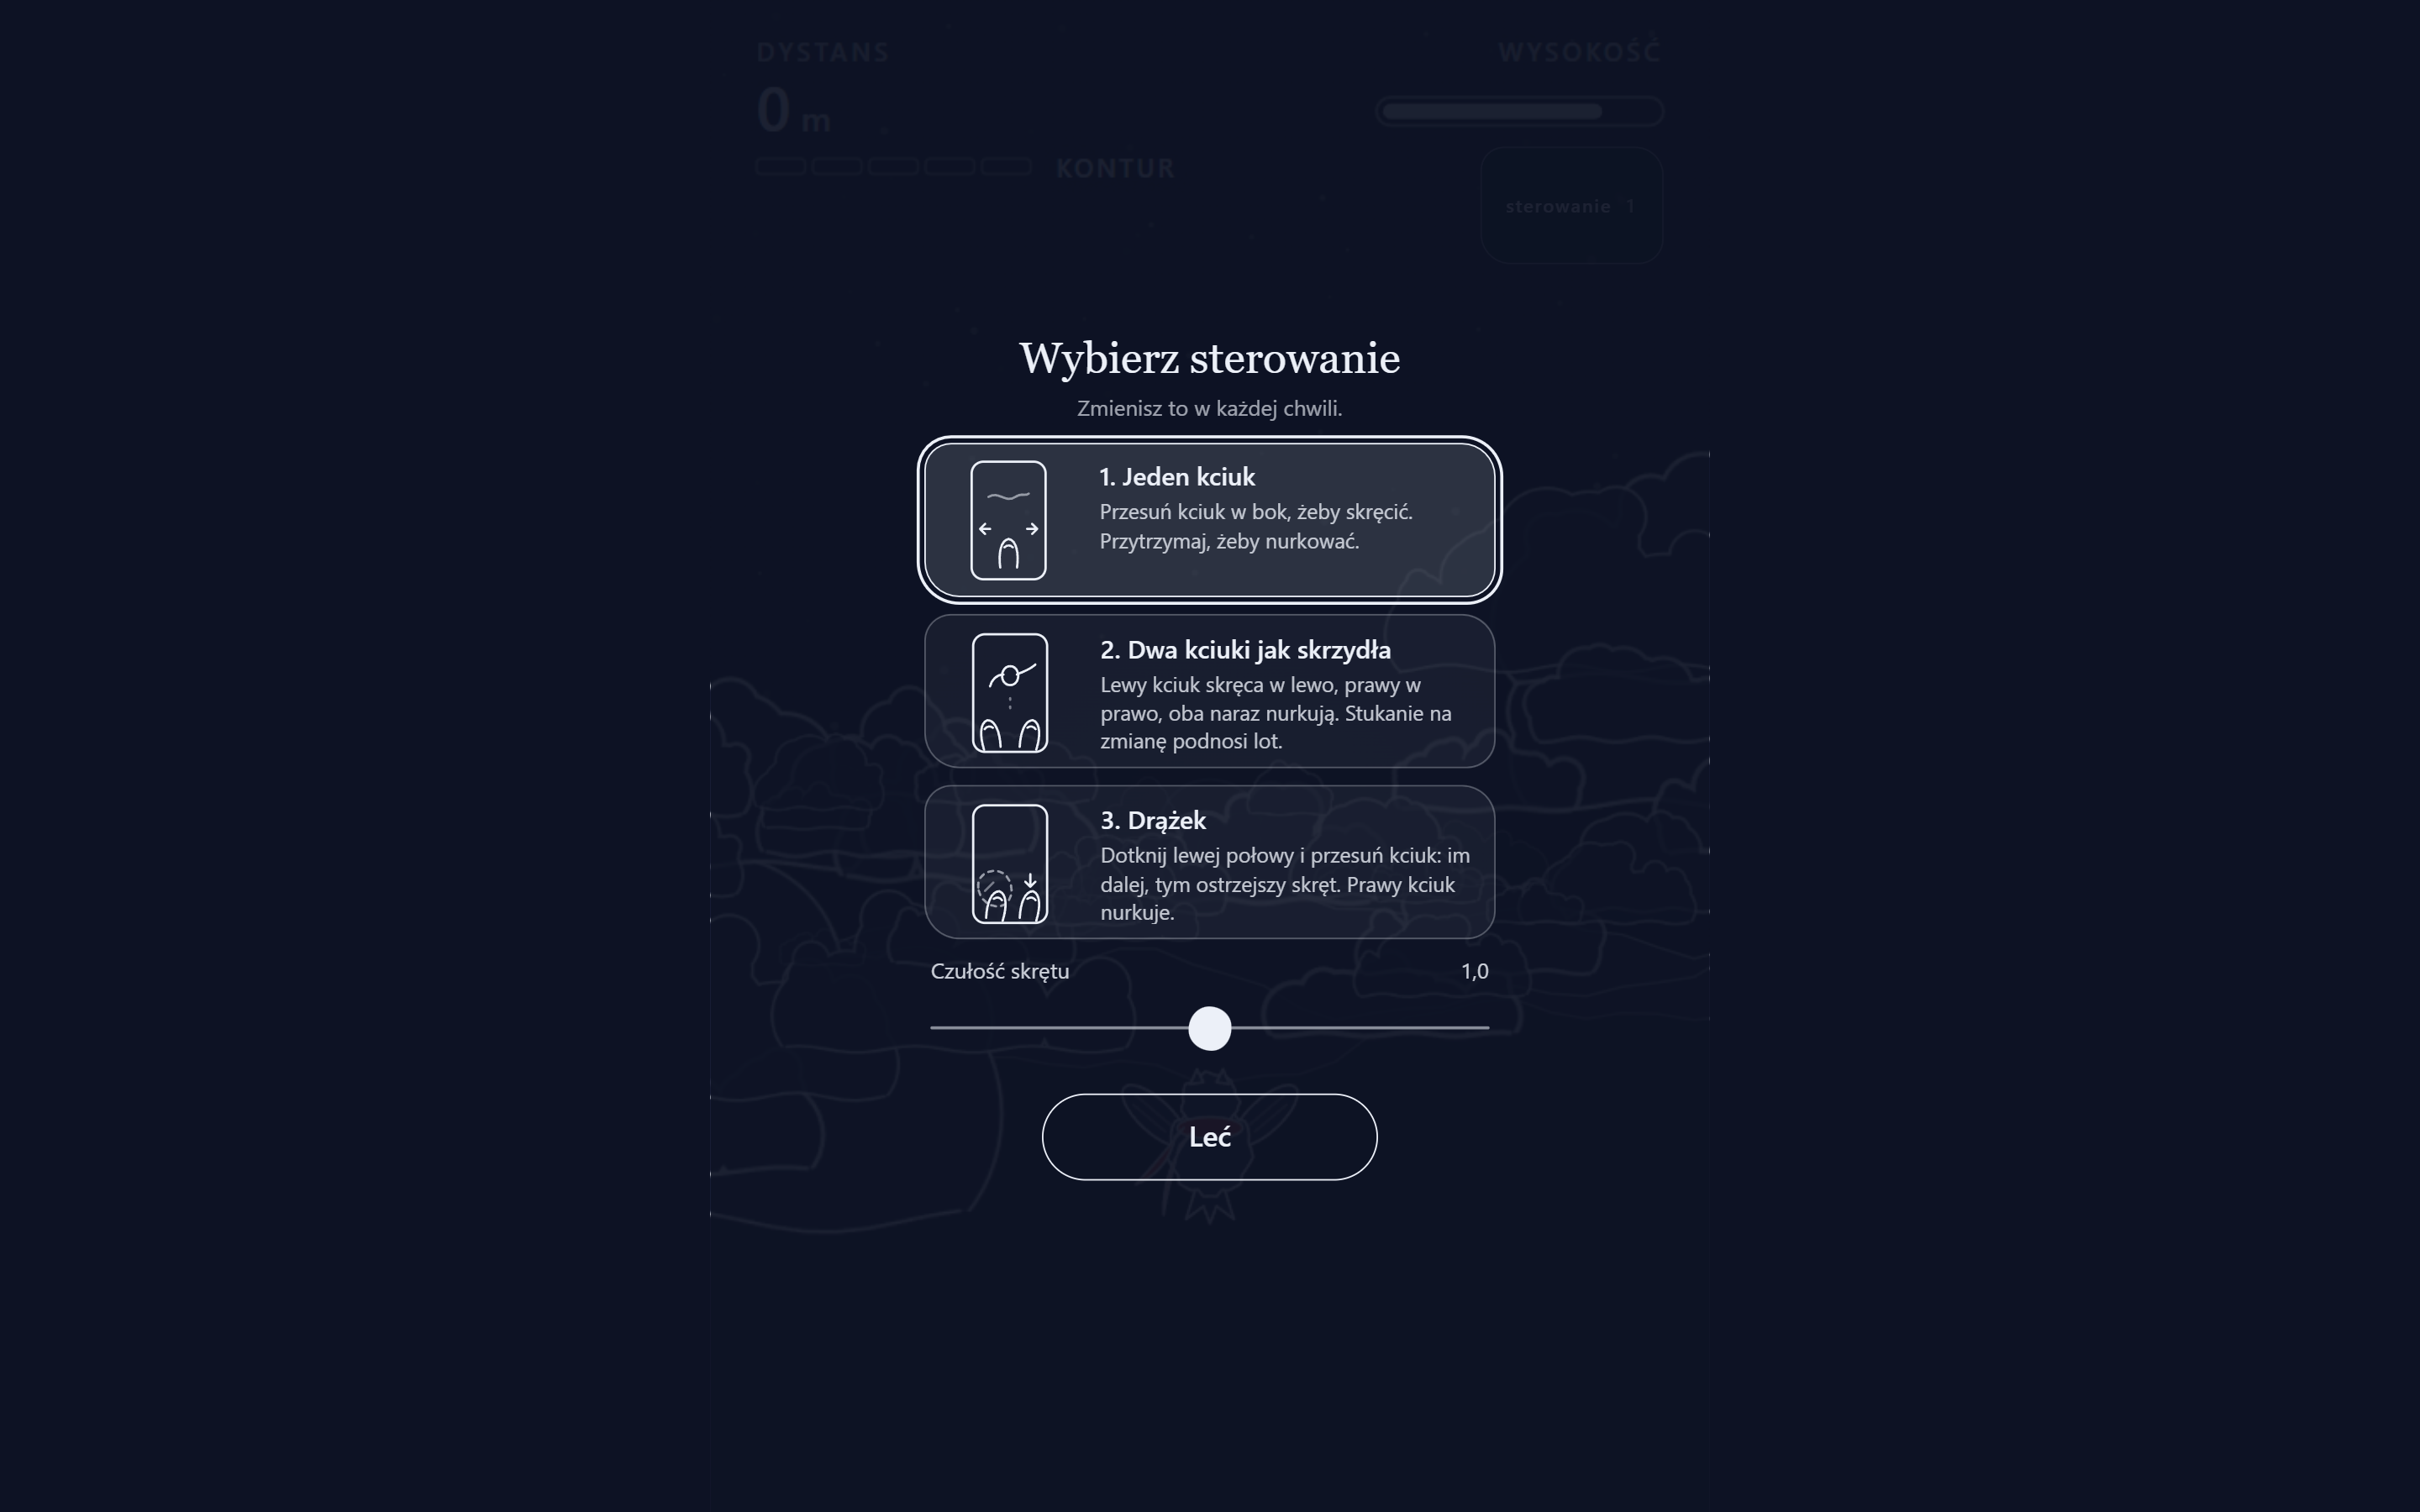 DYSTANS
WYSOKOŚĆ
0 m
KONTUR
sterowanie 1
Wybierz sterowanie
Zmienisz to w każdej chwili.
1. Jeden kciuk
Przesuń kciuk w bok, żeby skręcić.
Przytrzymaj, żeby nurkować.
2. Dwa kciuki jak skrzydła
Lewy kciuk skręca w lewo, prawy w
prawo, oba naraz nurkują. Stukanie na
zmianę podnosi lot.
3. Drążek
Dotknij lewej połowy i przesuń kciuk: im
dalej, tym ostrzejszy skręt. Prawy kciuk
nurkuje.
Czułość skrętu
1,0
Leć